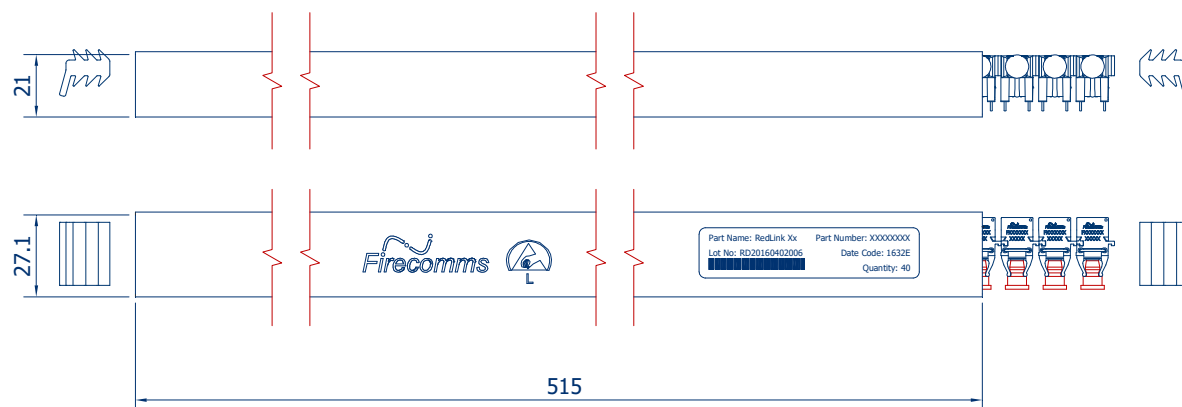 21
27.1
Firecomms
L
Part Name: RedLink Xx Part Number: XXXXXXXX
Lot No: RD20160402006 Date Code: 1632E
Quantity: 40
515